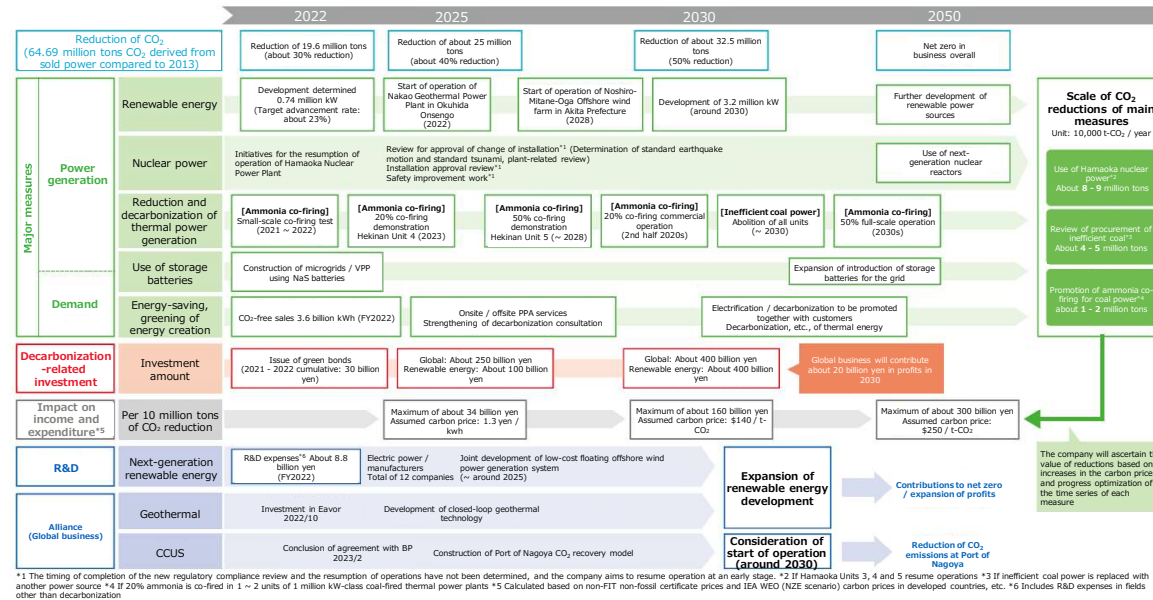 2022
2025
2030
2050
Reduction of CO₂
(64.69 million tons CO₂ derived from
sold power compared to 2013)
Reduction of 19.6 million tons
(about 30% reduction)
Reduction of about 25 million
tons
(about 40% reduction)
Reduction of about 32.5 million
tons
(50% reduction)
Net zero in
business overall
Major measures
Power
generation
Renewable energy
Development determined
0.74 million kW
(Target advancement rate:
about 23%)
Start of operation of
Nakao Geothermal Power
Plant in Okuhida
Onsengo
(2022)
Start of operation of Noshiro-
Mitane-Oga Offshore wind
farm in Akita Prefecture
(2028)
Development of 3.2 million kW
(around 2030)
Further development of
renewable power
sources
Nuclear power
Initiatives for the resumption of
operation of Hamaoka Nuclear
Power Plant
Review for approval of change of installation*1 (Determination of standard earthquake
motion and standard tsunami, plant-related review)
Installation approval review*1
Safety improvement work*1
Use of next-
generation nuclear
reactors
Reduction and
decarbonization of
thermal power
generation
[Ammonia co-firing]
Small-scale co-firing test
(2021 ~ 2022)
[Ammonia co-firing]
20% co-firing
demonstration
Hekinan Unit 4 (2023)
[Ammonia co-firing]
50% co-firing
demonstration
Hekinan Unit 5 (~ 2028)
[Ammonia co-firing]
20% co-firing commercial
operation
(2nd half 2020s)
[Inefficient coal power]
Abolition of all
units
(~ 2030)
[Ammonia co-firing]
50% full-scale operation
(2030s)
Use of storage
batteries
Construction of microgrids / VPP
using NaS batteries
Expansion of introduction of storage
batteries for the grid
Demand
Energy-saving,
greening of
energy creation
CO₂-free sales 3.6 billion kWh (FY2022)
Onsite / offsite PPA services
Strengthening of decarbonization consultation
Electrification / decarbonization to be promoted
together with customers
Decarbonization, etc., of thermal energy
Scale of CO₂
reductions of main
measures
Unit: 10,000 t-CO₂ / year
Use of Hamaoka nuclear
power*2
About 8 - 9 million tons
Review of procurement of
inefficient coal*3
About 4 - 5 million tons
Promotion of ammonia co-
firing for coal power*4
about 1 - 2 million tons
Decarbonization
-related
investment
Investment
amount
Issue of green bonds
(2021 - 2022 cumulative: 30 billion
yen)
Global: About 250 billion yen
Renewable energy: About 100 billion
yen
Global: About 400 billion yen
Renewable energy: About 400 billion
yen
Global business will contribute
about 20 billion yen in profits in
2030
Impact on
income and
expenditure*5
Per 10 million tons
of CO₂ reduction
Maximum of about 34 billion yen
Assumed carbon price: 1.3 yen /
kwh
Maximum of about 160 billion yen
Assumed carbon price: $140 / t-
CO₂
Maximum of about 300 billion yen
Assumed carbon price:
$250 / t-CO₂
The company will ascertain t
value of reductions based on
increases in the carbon price
and progress optimization of
the time series of each
measure
R&D
Next-generation
renewable energy
R&D expenses*6 About 8.8
billion yen
(FY2022)
Electric power /
manufacturers
Total of 12 companies
Joint development of low-cost floating offshore wind
power generation system
(~ around 2025)
Expansion of
renewable energy
development
Contributions to net zero
/ expansion of profits
Alliance
(Global business)
Geothermal
Investment in Eavor
2022/10
Development of closed-loop geothermal
technology
CCUS
Conclusion of agreement with BP
2023/2
Construction of Port of Nagoya CO₂ recovery model
Consideration of
start of operation
(around 2030)
Reduction of CO₂
emissions at Port of
Nagoya
*1 The timing of completion of the new regulatory compliance review and the resumption of operations have not been determined, and the company aims to resume operation at an early stage. *2 If Hamaoka Units 3, 4 and 5 resume operations *3 If inefficient coal power is replaced with
another power source *4 If 20% ammonia is co-fired in 1 ~ 2 units of 1 million kW-class coal-fired thermal power plants *5 Calculated based on non-FIT non-fossil certificate prices and IEA WEO (NZE scenario) carbon prices in developed countries, etc. *6 Includes R&D expenses in fields
other than decarbonization